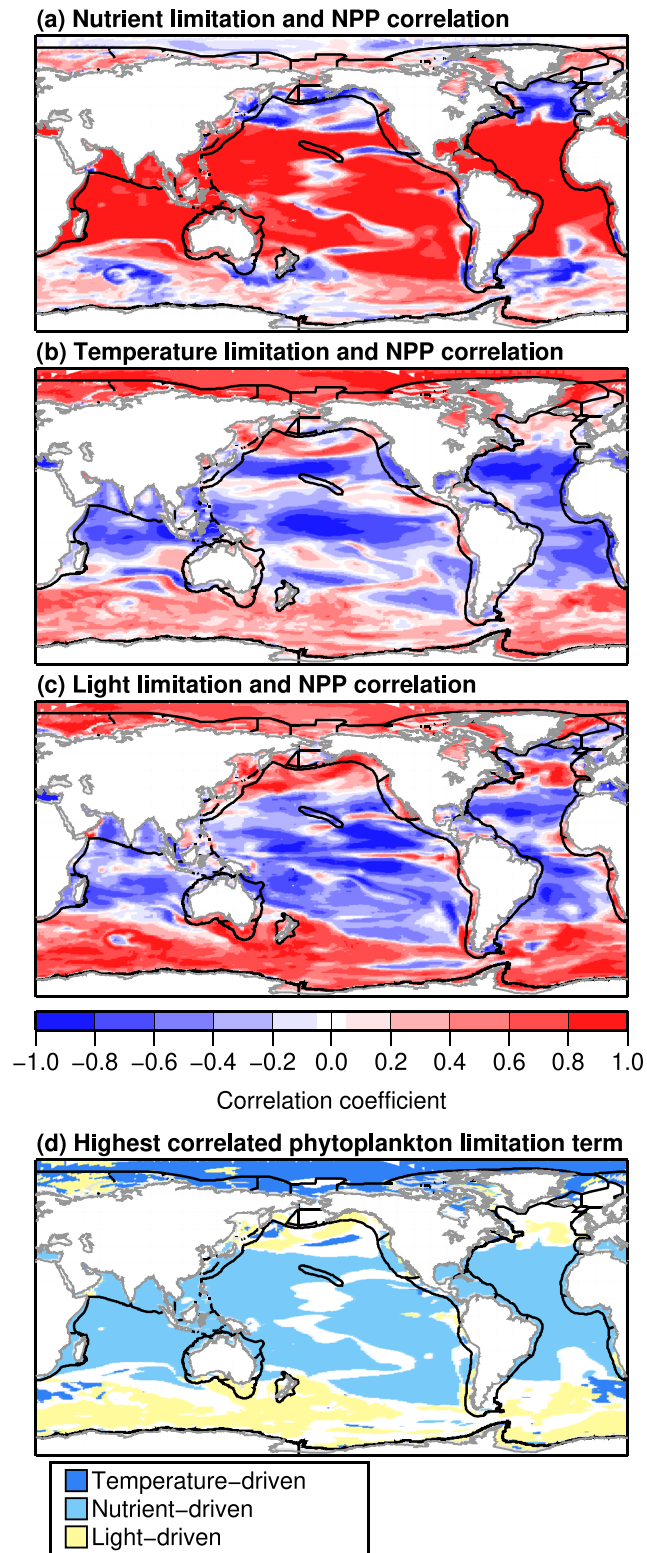 (a) Nutrient limitation and NPP correlation
(b) Temperature limitation and NPP correlation
(c) Light limitation and NPP correlation
−1.0 −0.8 −0.6 −0.4 −0.2 0.0 0.2 0.4 0.6 0.8 1.0
Correlation coefficient
(d) Highest correlated phytoplankton limitation term
Temperature−driven
Nutrient−driven
Light−driven